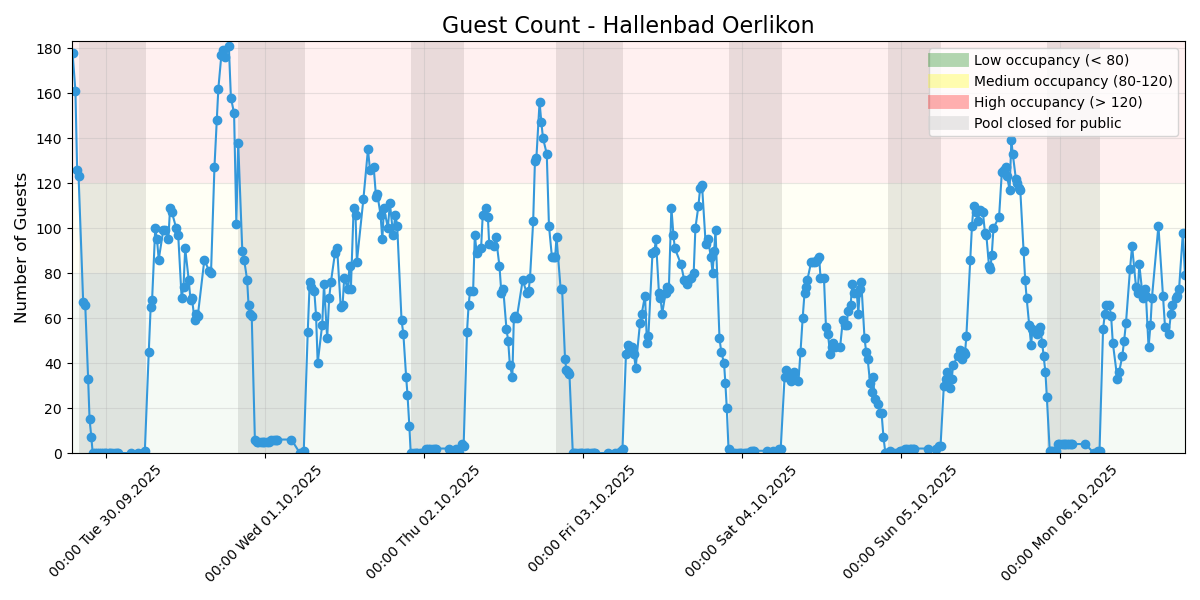 Guest Count - Hallenbad Oerlikon
Number of Guests
180
160
140
120
100
80
60
40
20
0
Low occupancy (< 80)
Medium occupancy (80-120)
High occupancy (> 120)
Pool closed for public
00:00 Tue 30.09.2025
00:00 Wed 01.10.2025
00:00 Thu 02.10.2025
00:00 Fri 03.10.2025
00:00 Sat 04.10.2025
00:00 Sun 05.10.2025
00:00 Mon 06.10.2025